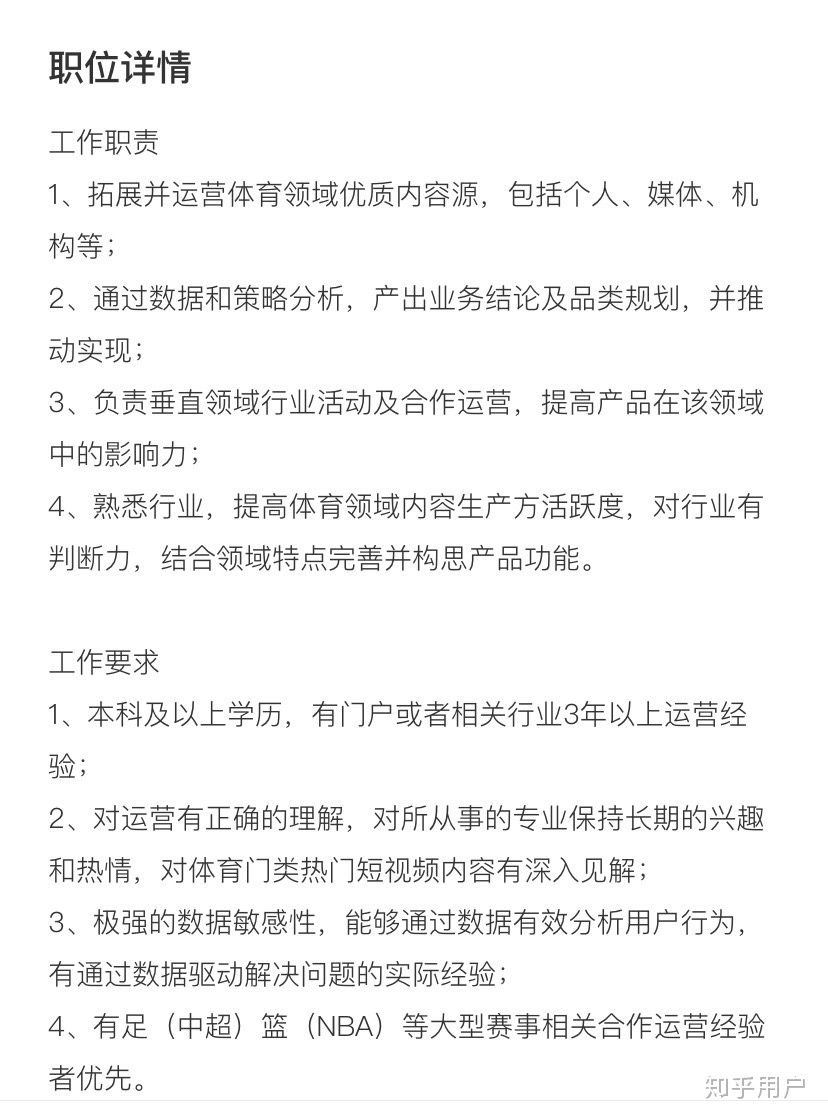 职位详情
工作职责
1、拓展并运营体育领域优质内容源，包括个人、媒体、机
构等；
2、通过数据和策略分析，产出业务结论及品类规划，并推
动实现；
3、负责垂直领域行业活动及合作运营，提高产品在该领域
中的影响力；
4、熟悉行业，提高体育领域内容生产方活跃度，对行业有
判断力，结合领域特点完善并构思产品功能。
工作要求
1、本科及以上学历，有门户或者相关行业3年以上运营经
验；
2、对运营有正确的理解，对所从事的专业保持长期的兴趣
和热情，对体育门类热门短视频内容有深入见解；
3、极强的数据敏感性，能够通过数据有效分析用户行为，
有通过数据驱动解决问题的实际经验；
4、有足（中超）篮（NBA）等大型赛事相关合作运营经验
者优先。
知乎用户